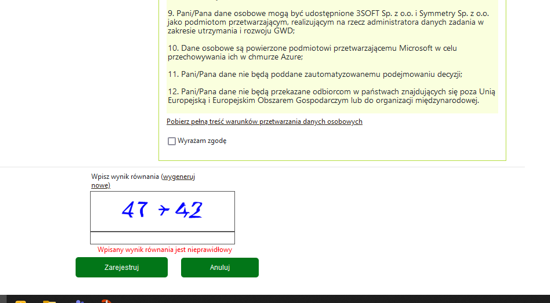 9. Pani/Pana dane osobowe mogą być udostępnione 3SOFT Sp. z o.o. i Symmetry Sp. z o.o.
jako podmiotom przetwarzającym, realizującym na rzecz administratora danych zadania w
zakresie utrzymania i rozwoju GWD;
10. Dane osobowe są powierzone podmiotowi przetwarzającemu Microsoft w celu
przechowywania ich w chmurze Azure;
11. Pani/Pana dane nie będą poddane zautomatyzowanemu podejmowaniu decyzji;
12. Pani/Pana dane nie będą przekazane odbiorcom w państwach znajdujących się poza Unią
Europejską i Europejskim Obszarem Gospodarczym lub do organizacji międzynarodowej.
Pobierz pełną treść warunków przetwarzania danych osobowych
Wyrażam zgodę
Wpisz wynik równania (wygeneruj
nowe)
47 + 42
Wpisany wynik równania jest nieprawidłowy
Zarejestruj
Anuluj